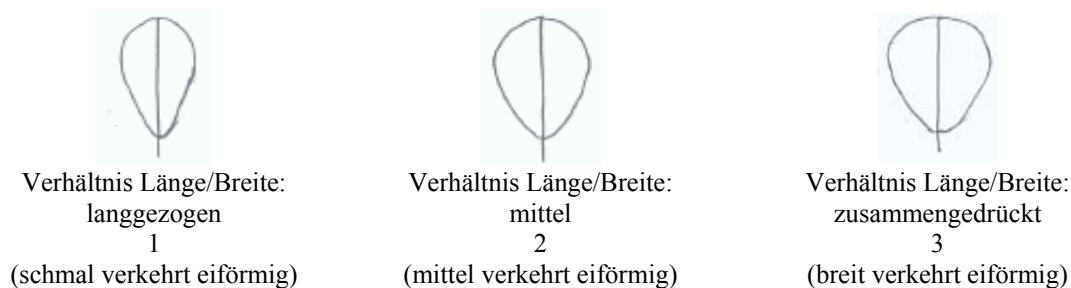 Verhältnis Länge/Breite:
langgezogen
1
(schmal verkehrt eiförmig)
Verhältnis Länge/Breite:
mittel
2
(mittel verkehrt eiförmig)
Verhältnis Länge/Breite:
zusammengedrückt
3
(breit verkehrt eiförmig)